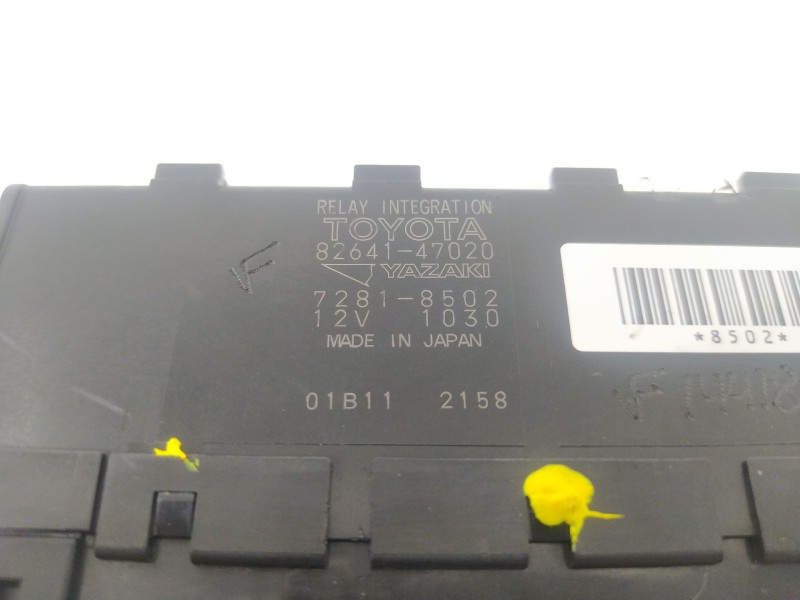 RELAY INTEGRATION
TOYOTA
82641-47020
YAZAKI
7281-8502
12V 1030
MADE IN JAPAN
01B11 2158
*8502*
F